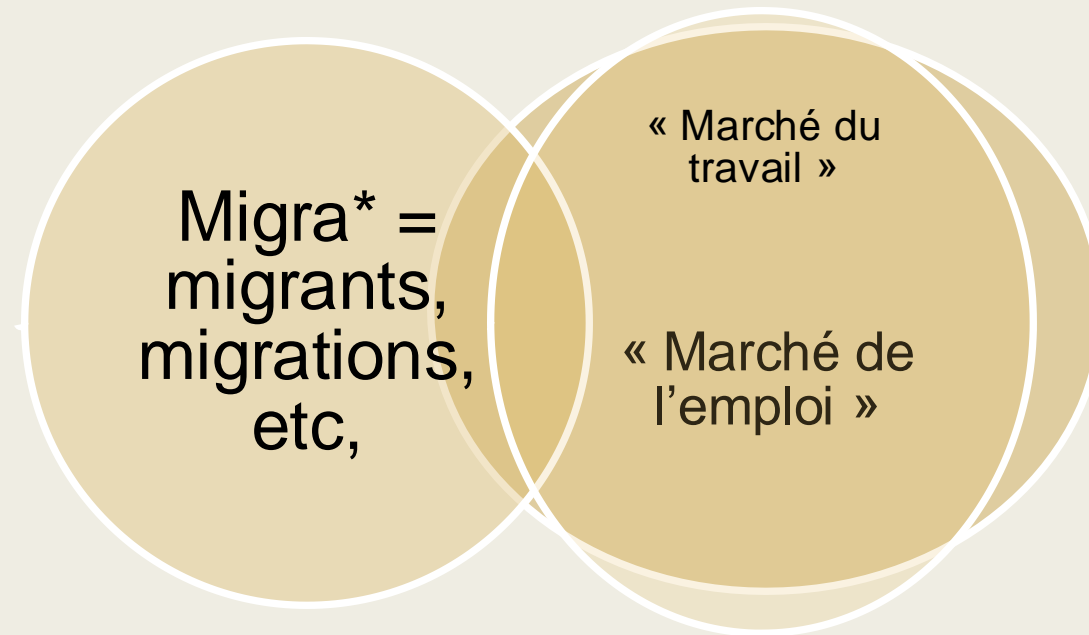 Migra* =
migrants,
migrations,
etc,
« Marché du
travail »
« Marché de
l’emploi »